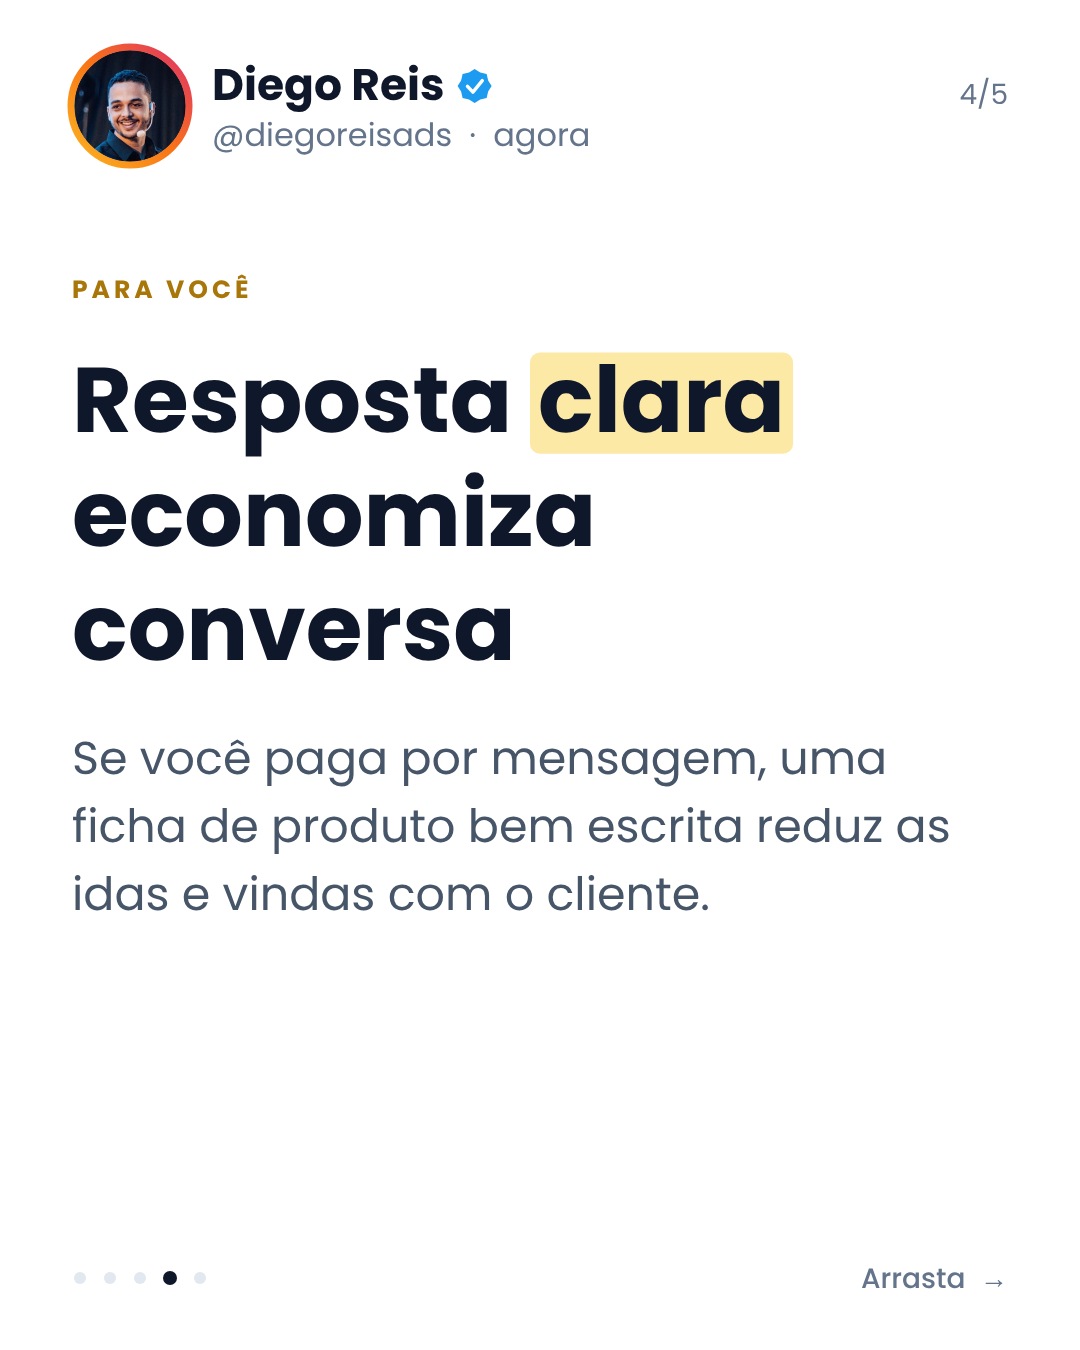 Diego Reis
@diegoreisads · agora
4/5
PARA VOCÊ
Resposta clara
economiza
conversa
Se você paga por mensagem, uma
ficha de produto bem escrita reduz as
idas e vindas com o cliente.
Arrasta →